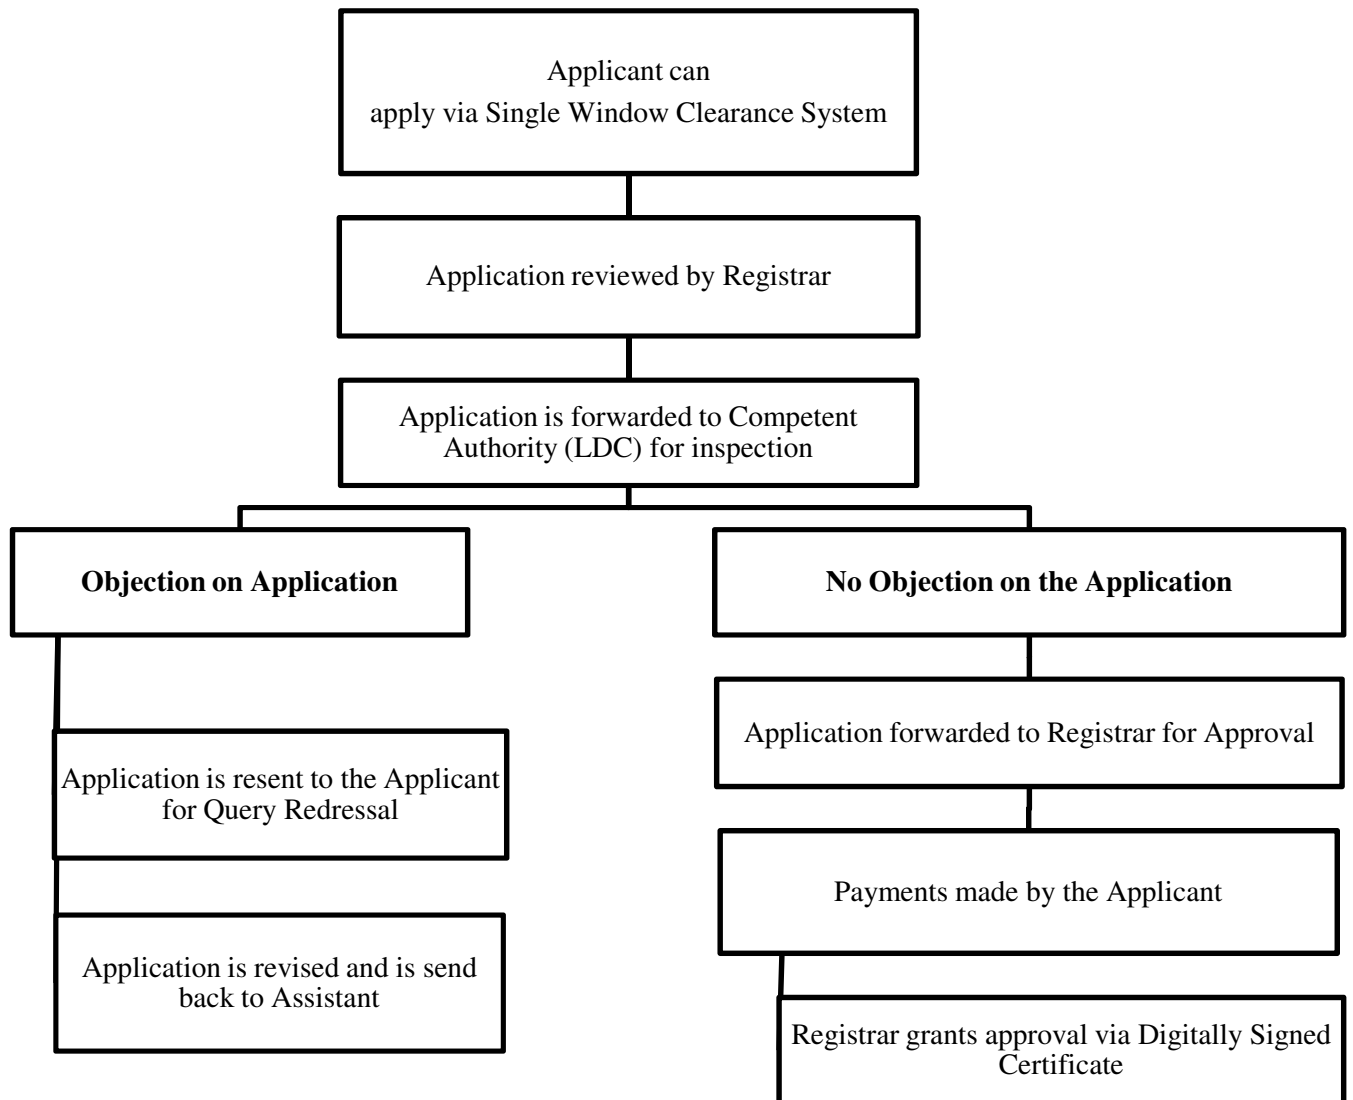 Applicant can
apply via Single Window Clearance System
Application reviewed by Registrar
Application is forwarded to Competent
Authority (LDC) for inspection
Objection on Application
No Objection on the Application
Application is resent to the Applicant
for Query Redressal
Application is revised and is send
back to Assistant
Application forwarded to Registrar for Approval
Payments made by the Applicant
Registrar grants approval via Digitally Signed
Certificate